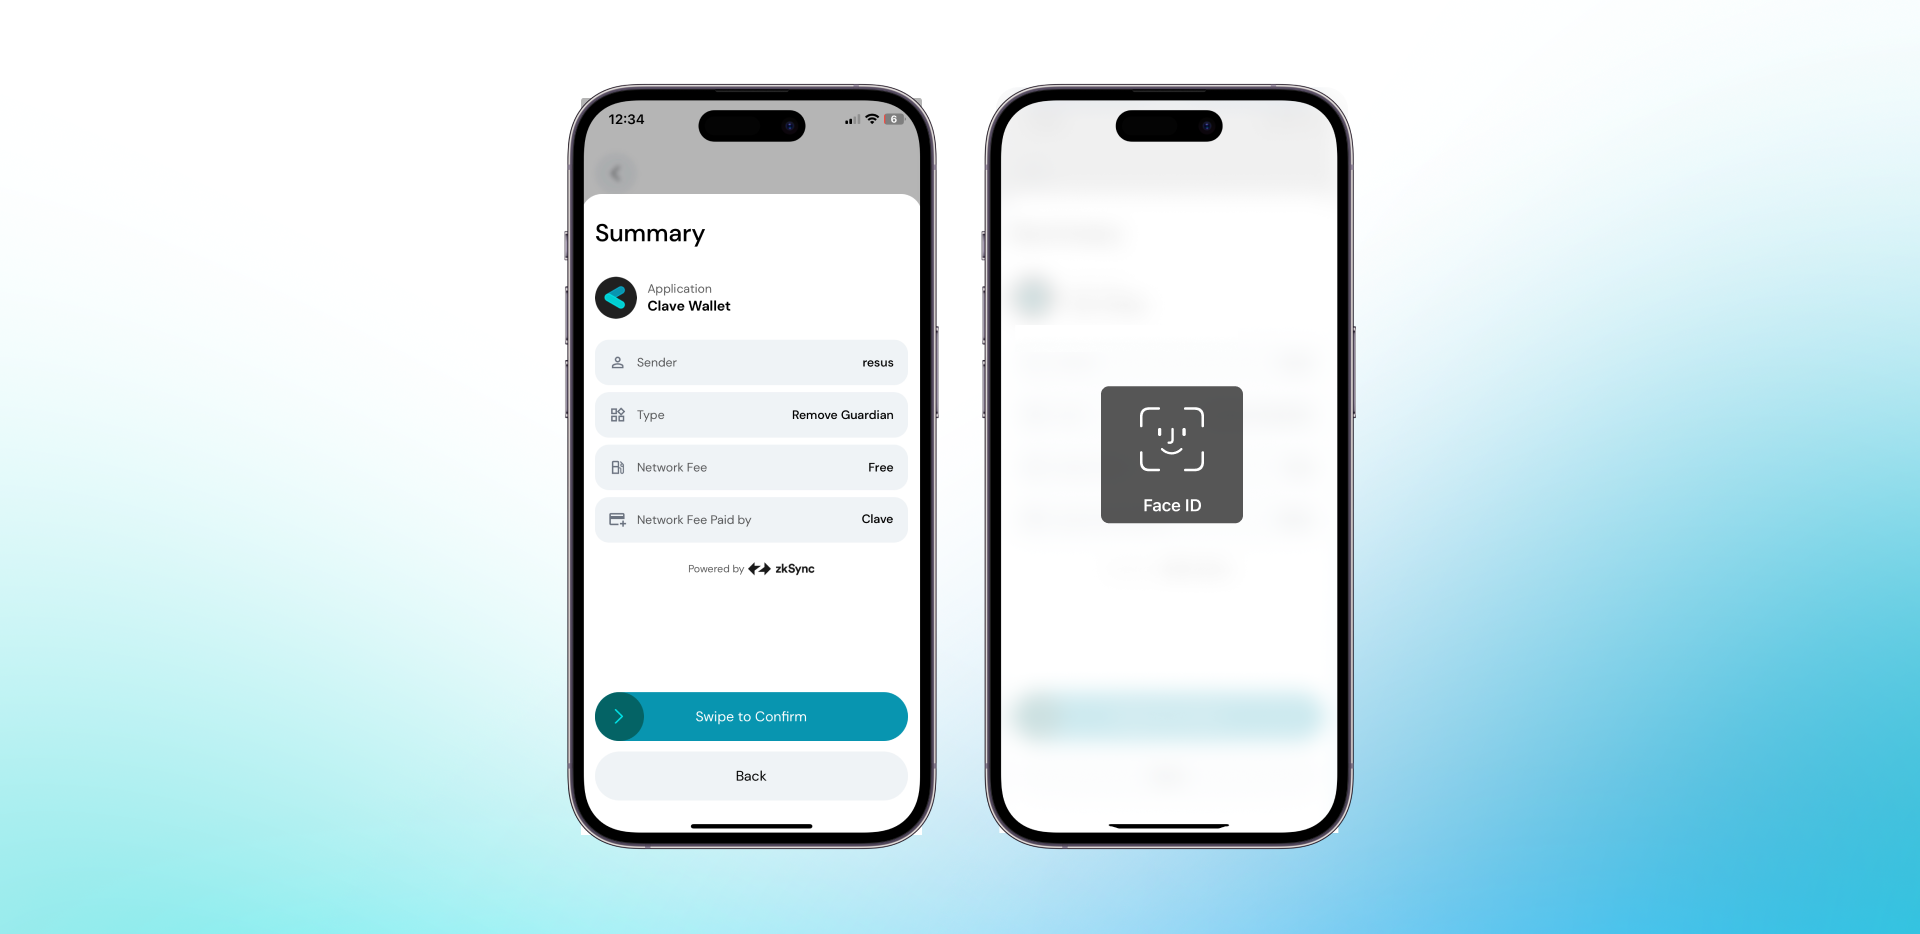 12:34
6
Summary
Application
Clave Wallet
Sender resus
Type Remove Guardian
Network Fee Free
Network Fee Paid by Clave
Powered by zkSync
Swipe to Confirm
Back
Face ID